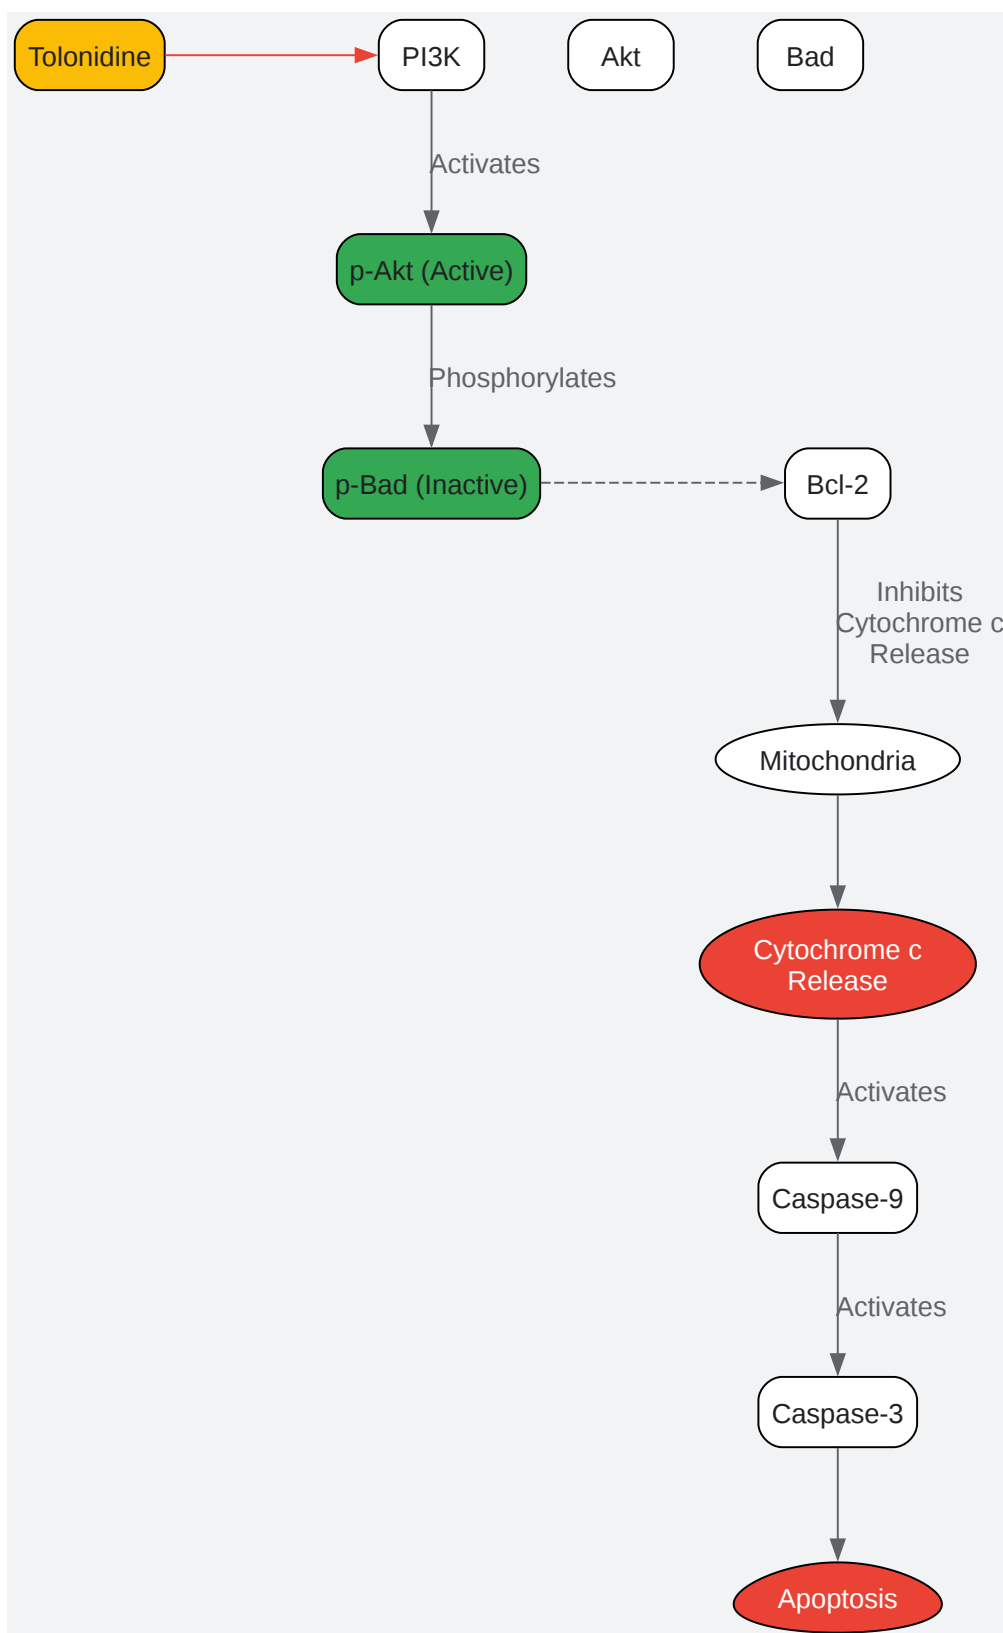 Tolonidine
PI3K
Akt
Bad
Activates
p-Akt (Active)
Phosphorylates
p-Bad (Inactive)
Bcl-2
Inhibits
Cytochrome c
Release
Mitochondria
Cytochrome c
Release
Activates
Caspase-9
Activates
Caspase-3
Apoptosis